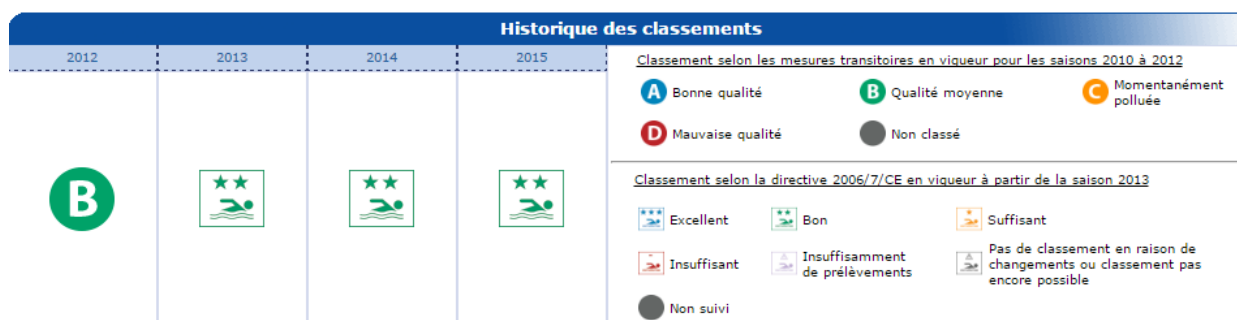 Historique des classements
2012
2013
2014
2015
B
Classement selon les mesures transitoires en viqueur pour les saisons 2010 à 2012
A Bonne qualité
B Qualité moyenne
C Momentanément
polluée
D Mauvaise qualité
Non classé
Classement selon la directive 2006/7/CE en viqueur à partir de la saison 2013
Excellent
Bon
Suffisant
Insuffisant
Insuffisamment
de prélèvements
Pas de classement en raison de
changements ou classement pas
encore possible
Non suivi